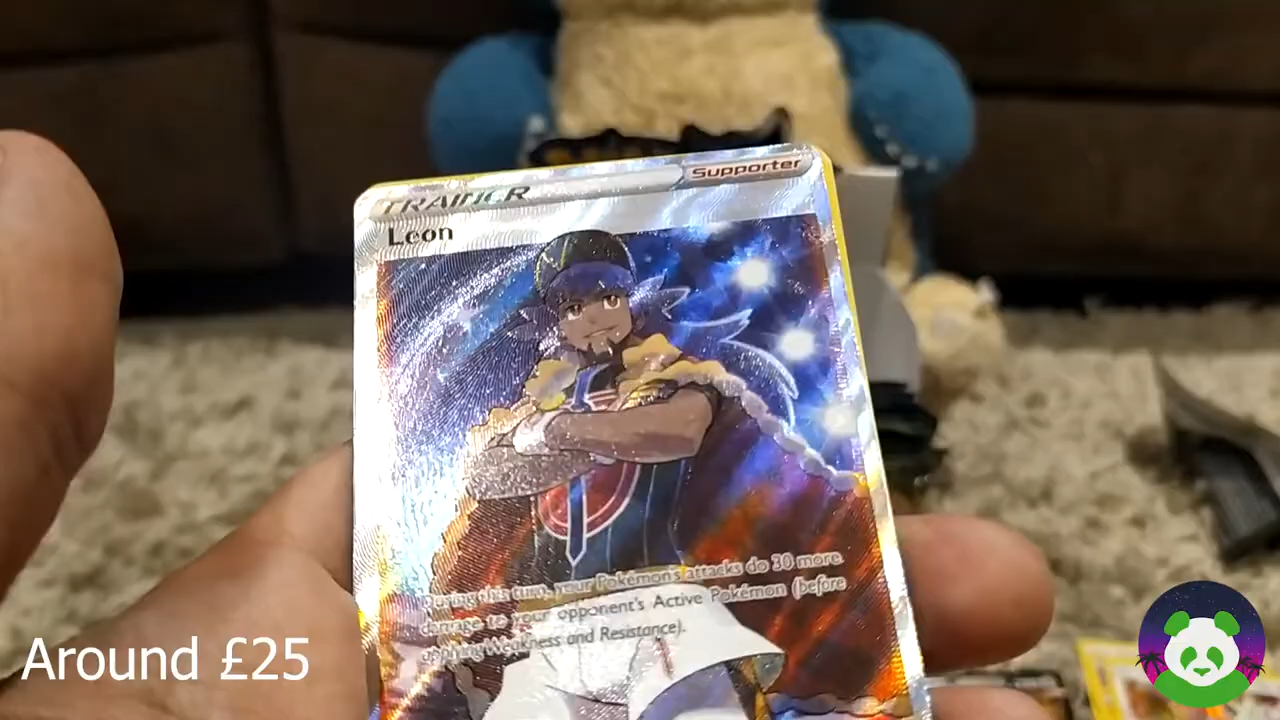 TRAINER
Supporter
Leon
During this turn, your Pokémon's attacks do 30 more
damage to your opponent's Active Pokémon (before
applying Weakness and Resistance).
Around £25